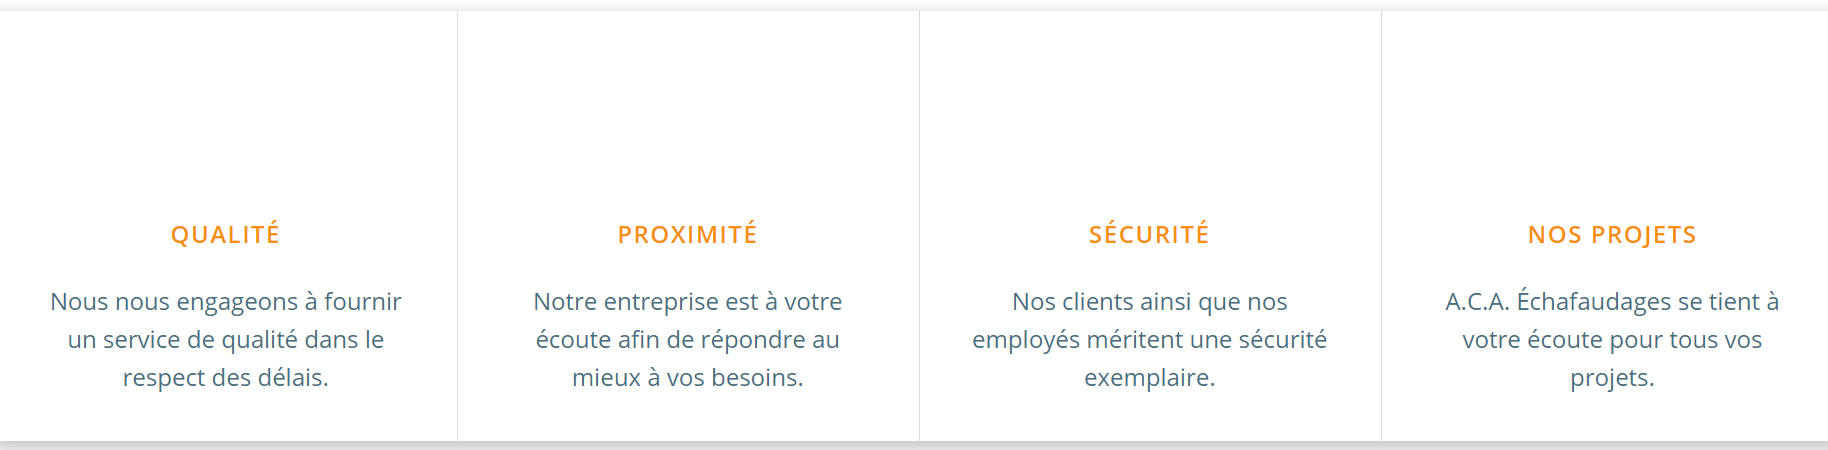 QUALITÉ
Nous nous engageons à fournir
un service de qualité dans le
respect des délais.
PROXIMITÉ
Notre entreprise est à votre
écoute afin de répondre au
mieux à vos besoins.
SÉCURITÉ
Nos clients ainsi que nos
employés méritent une sécurité
exemplaire.
NOS PROJETS
A.C.A. Échafaudages se tient à
votre écoute pour tous vos
projets.